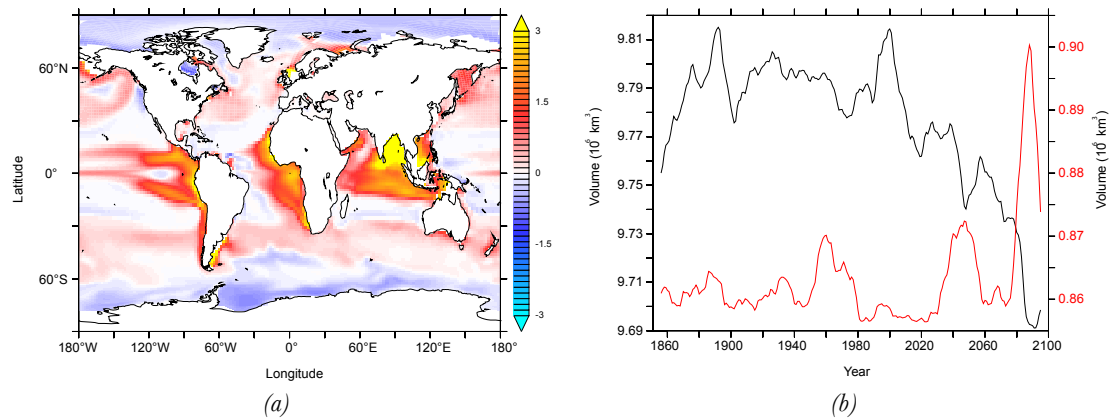 60°N
0°
60°S
Latitude
180°W
120°W
60°W
0°
60°E
120°E
180°
Longitude
3
1.5
0
-1.5
-3
(a)
9.81
9.79
9.77
9.75
9.73
9.71
9.69
Volume (10⁶ km³)
0.90
0.89
0.88
0.87
0.86
Volume (10⁶ km³)
1860
1900
1940
1980
2020
2060
2100
Year
(b)